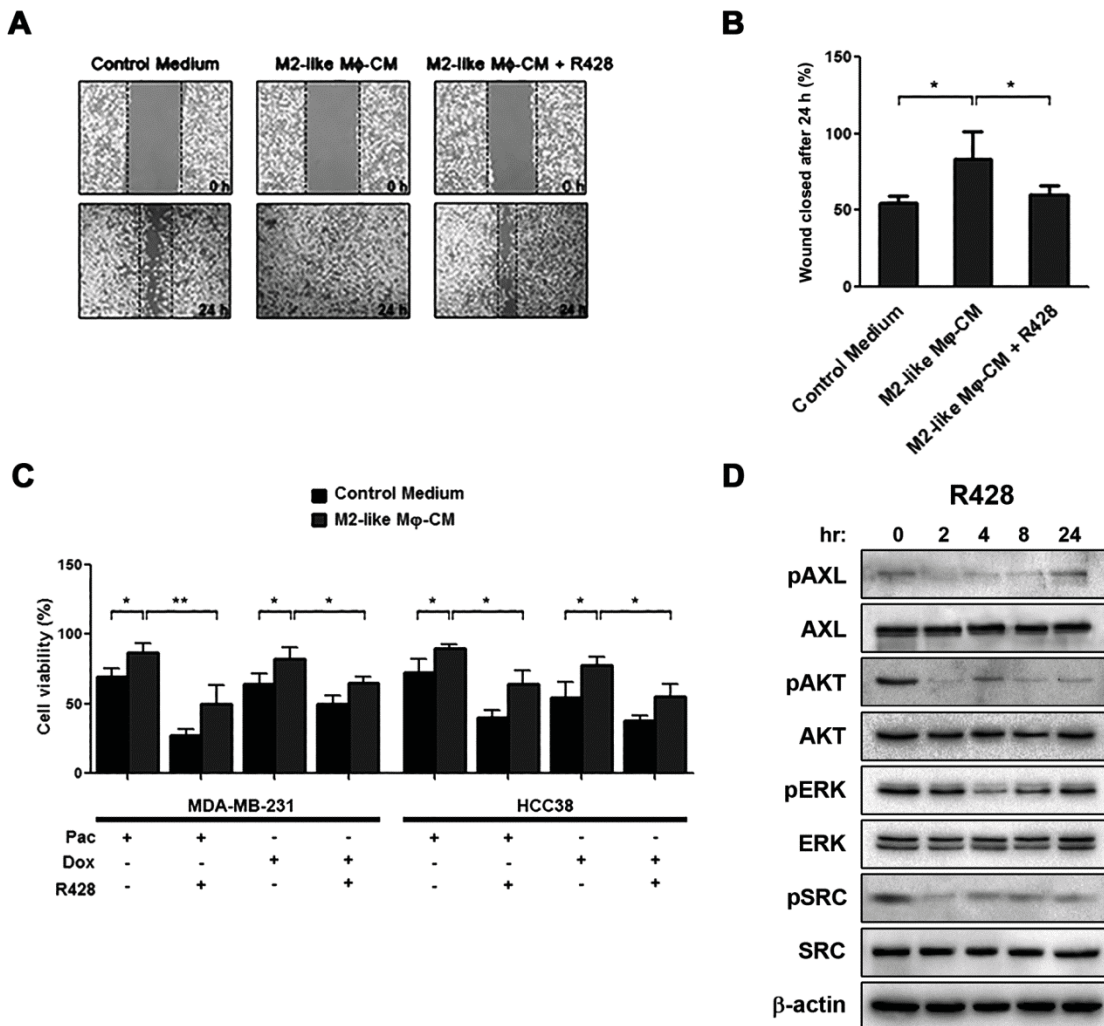 A
Control Medium M2-like Mϕ-CM M2-like Mϕ-CM + R428
0 h 0 h 0 h
24 h 24 h 24 h
B
Wound closed after 24 h (%)
150
100
50
0
* *
Control Medium
M2-like Mφ-CM
M2-like Mφ-CM + R428
C
Control Medium
M2-like Mφ-CM
Cell viability (%)
150
100
50
0
* ** * * * * * *
MDA-MB-231 HCC38
Pac + + - - + + - -
Dox - - + + - - + +
R428 - + - + - + - +
D
R428
hr: 0 2 4 8 24
pAXL
AXL
pAKT
AKT
pERK
ERK
pSRC
SRC
β-actin